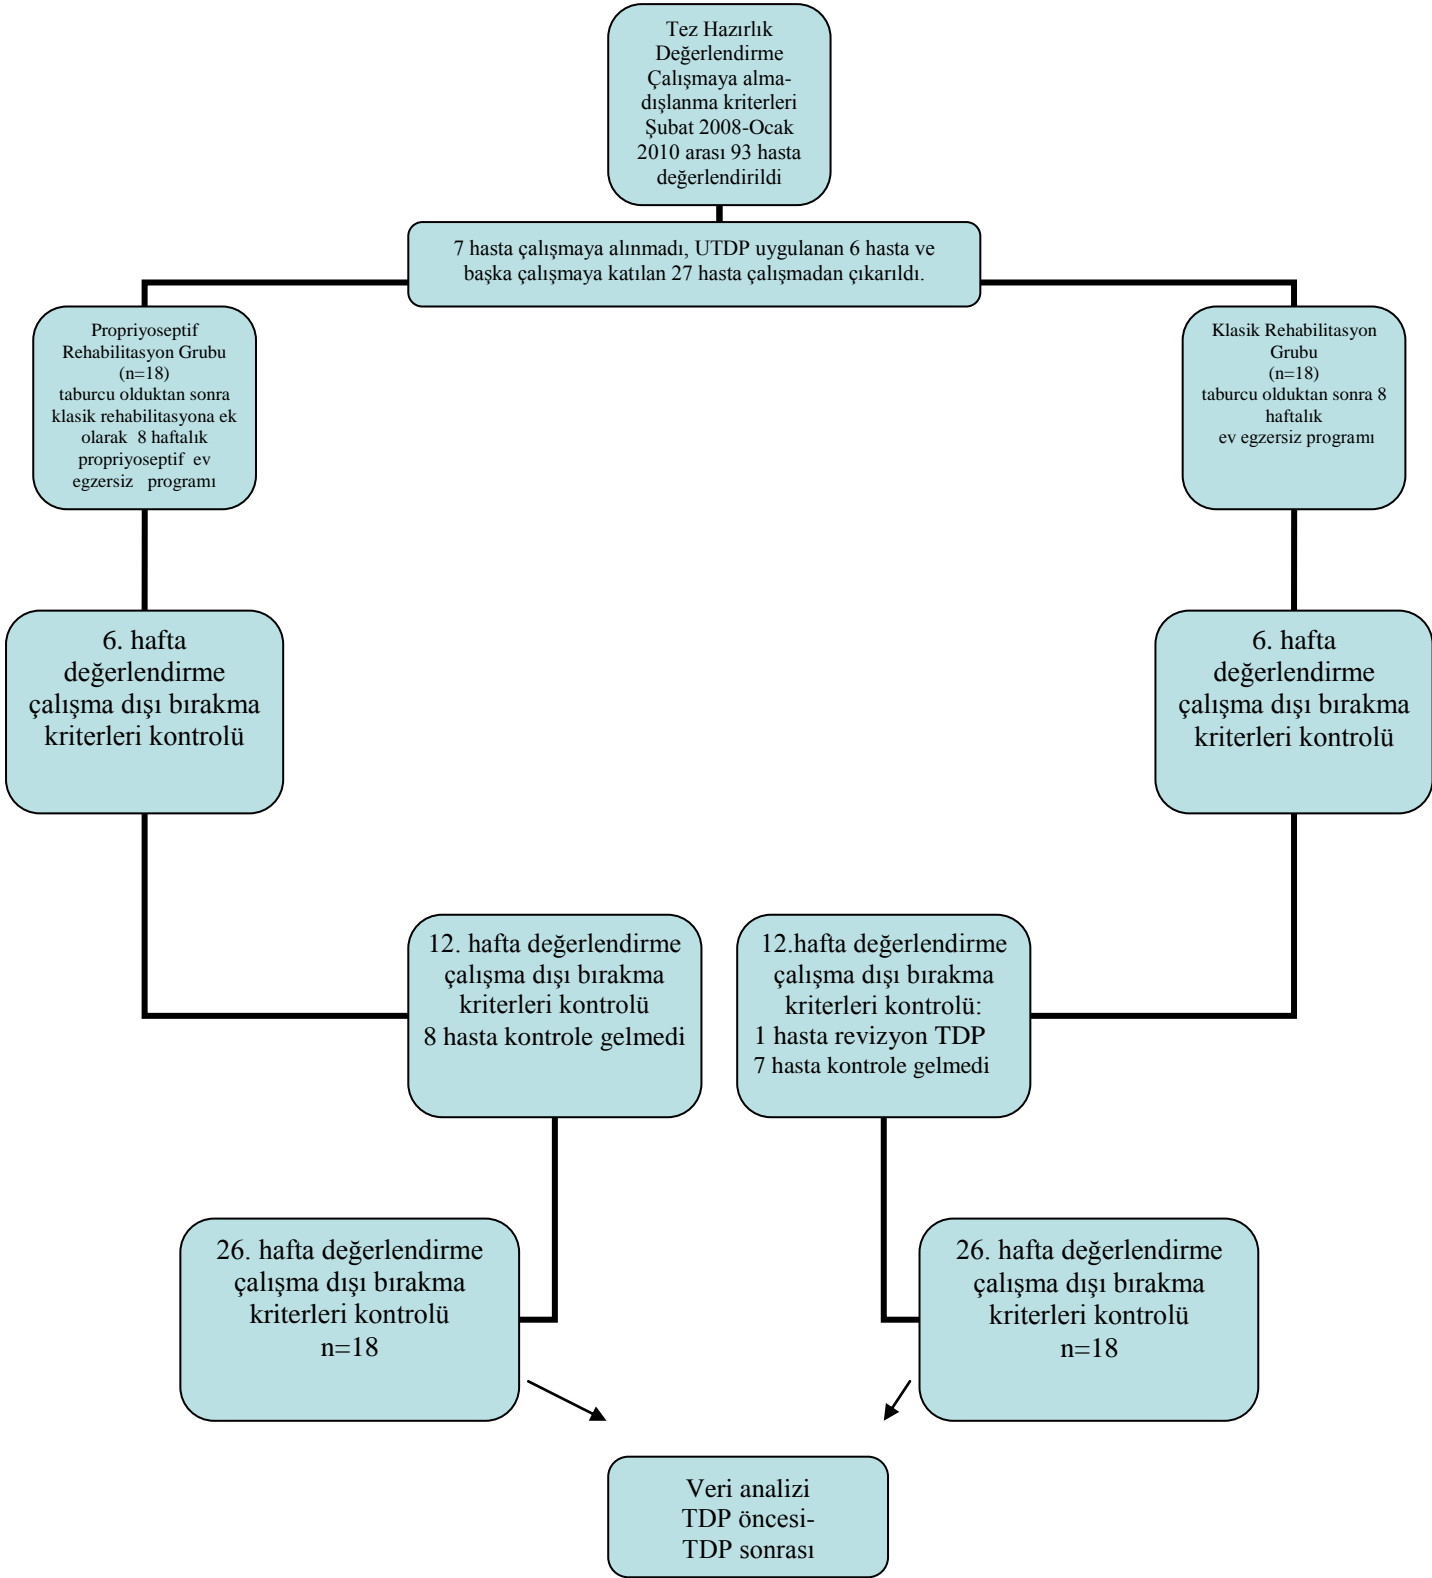 Tez Hazırlık
Değerlendirme
Çalışmaya alma-
dışlanma kriterleri
Şubat 2008-Ocak
2010 arası 93 hasta
değerlendirildi
7 hasta çalışmaya alınmadı, UTDP uygulanan 6 hasta ve
başka çalışmaya katılan 27 hasta çalışmadan çıkarıldı.
Propriyoseptif
Rehabilitasyon Grubu
(n=18)
taburcu olduktan sonra
klasik rehabilitasyona ek
olarak 8 haftalık
propriyoseptif ev
egzersiz programı
Klasik Rehabilitasyon
Grubu
(n=18)
taburcu olduktan sonra 8
haftalık
ev egzersiz programı
6. hafta
değerlendirme
çalışma dışı bırakma
kriterleri kontrolü
6. hafta
değerlendirme
çalışma dışı bırakma
kriterleri kontrolü
12. hafta değerlendirme
çalışma dışı bırakma
kriterleri kontrolü
8 hasta kontrole gelmedi
12.hafta değerlendirme
çalışma dışı bırakma
kriterleri kontrolü:
1 hasta revizyon TDP
7 hasta kontrole gelmedi
26. hafta değerlendirme
çalışma dışı bırakma
kriterleri kontrolü
n=18
26. hafta değerlendirme
çalışma dışı bırakma
kriterleri kontrolü
n=18
Veri analizi
TDP öncesi-
TDP sonrası